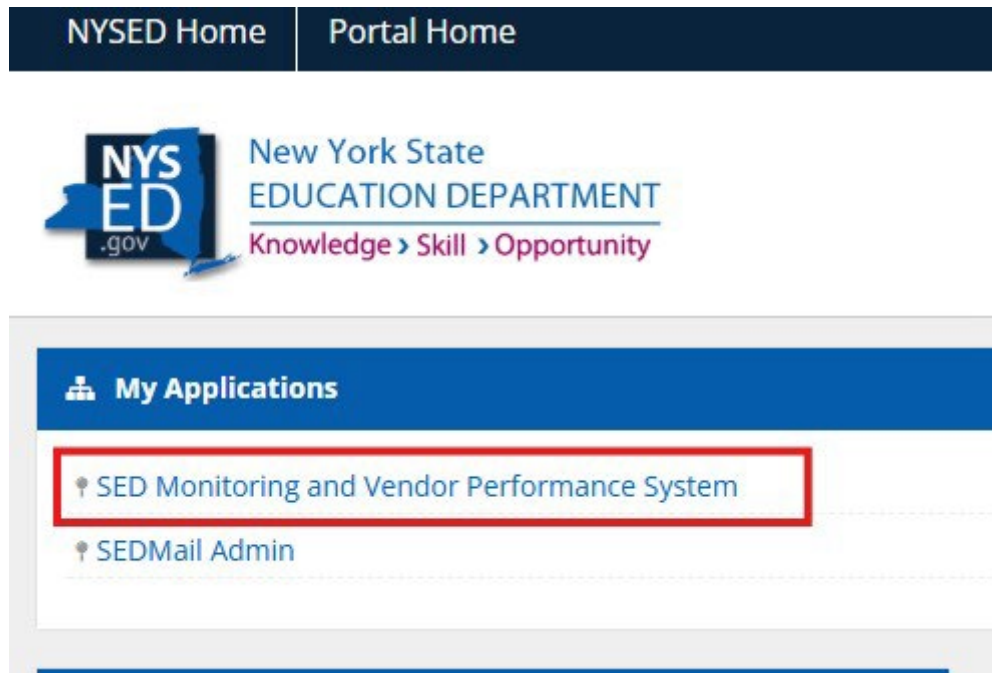 NYSED Home Portal Home
NYS
ED
.gov
New York State
EDUCATION DEPARTMENT
Knowledge › Skill › Opportunity
My Applications
SED Monitoring and Vendor Performance System
SEDMail Admin